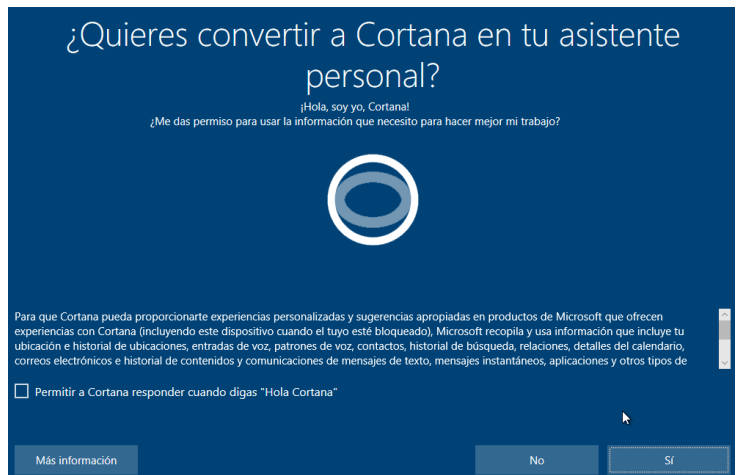 ¿Quieres convertir a Cortana en tu asistente
personal?
¡Hola, soy yo, Cortana!
¿Me das permiso para usar la información que necesito para hacer mejor mi trabajo?
Para que Cortana pueda proporcionarte experiencias personalizadas y sugerencias apropiadas en productos de Microsoft que ofrecen
experiencias con Cortana (incluyendo este dispositivo cuando el tuyo esté bloqueado), Microsoft recopila y usa información que incluye tu
ubicación e historial de ubicaciones, entradas de voz, patrones de voz, contactos, historial de búsqueda, relaciones, detalles del calendario,
correos electrónicos e historial de contenidos y comunicaciones de mensajes de texto, mensajes instantáneos, aplicaciones y otros tipos de
Permitir a Cortana responder cuando digas "Hola Cortana"
Más información
No
Sí